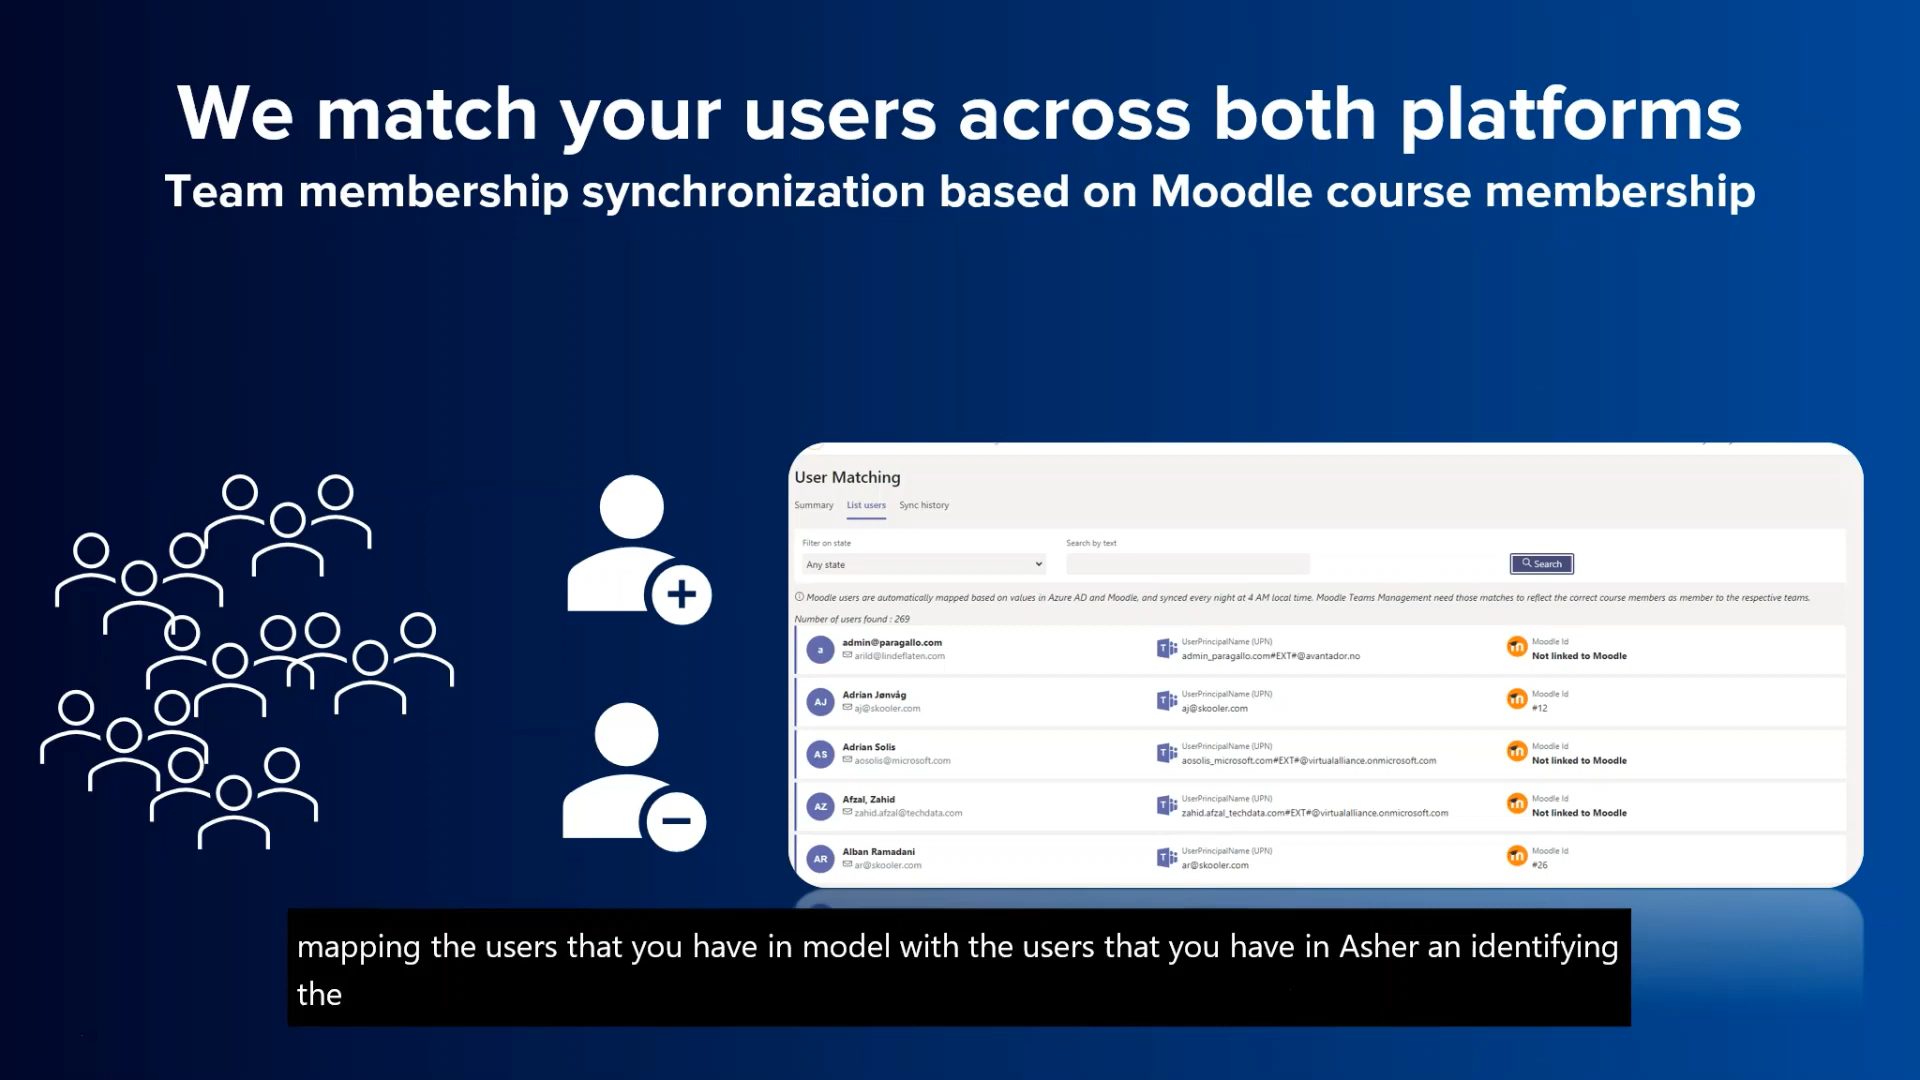 We match your users across both platforms
Team membership synchronization based on Moodle course membership
User Matching
Summary List users Sync history
Filter on state Search by text
Any state Search
Moodle users are automatically mapped based on values in Azure AD and Moodle, and synced every night at 4 AM local time. Moodle Teams Management need those matches to reflect the correct course members as member to the respective teams.
Number of users found : 269
a admin@paragallo.com UserPrincipalName (UPN) Moodle Id
arild@lindeflaten.com admin_paragallo.com#EXT#@avantador.no Not linked to Moodle
AJ Adrian Jønvåg UserPrincipalName (UPN) Moodle Id
aj@skooler.com aj@skooler.com #12
AS Adrian Solis UserPrincipalName (UPN) Moodle Id
aosolis@microsoft.com aosolis_microsoft.com#EXT#@virtualalliance.onmicrosoft.com Not linked to Moodle
AZ Afzal, Zahid UserPrincipalName (UPN) Moodle Id
zahid.afzal@techdata.com zahid.afzal_techdata.com#EXT#@virtualalliance.onmicrosoft.com Not linked to Moodle
AR Alban Ramadani UserPrincipalName (UPN) Moodle Id
ar@skooler.com ar@skooler.com #26
mapping the users that you have in model with the users that you have in Asher an identifying
the